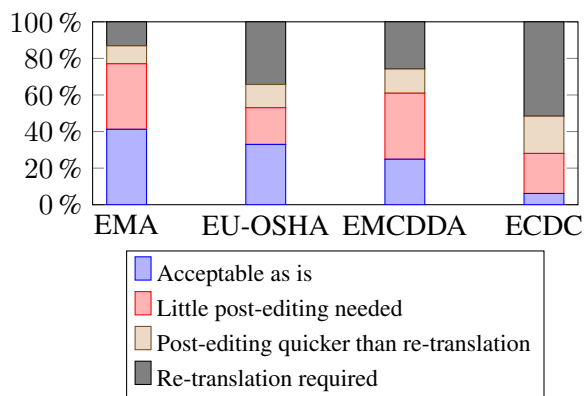 100 %
80 %
60 %
40 %
20 %
0 %
EMA EU-OSHA EMCDDA ECDC
Acceptable as is
Little post-editing needed
Post-editing quicker than re-translation
Re-translation required